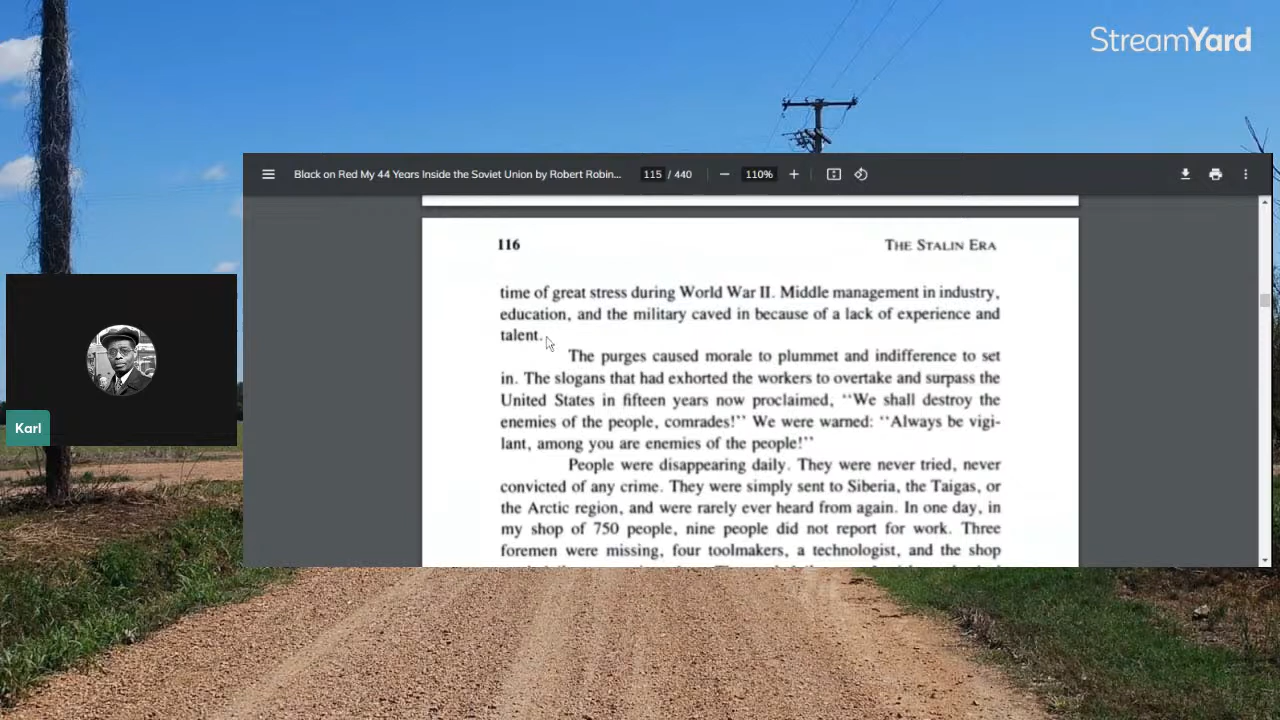 StreamYard
Black on Red My 44 Years Inside the Soviet Union by Robert Robin...
115 / 440
110%
116
THE STALIN ERA
time of great stress during World War II. Middle management in industry,
education, and the military caved in because of a lack of experience and
talent.
The purges caused morale to plummet and indifference to set
in. The slogans that had exhorted the workers to overtake and surpass the
United States in fifteen years now proclaimed, ‘‘We shall destroy the
enemies of the people, comrades!’’ We were warned: ‘‘Always be vigi-
lant, among you are enemies of the people!’’
People were disappearing daily. They were never tried, never
convicted of any crime. They were simply sent to Siberia, the Taigas, or
the Arctic region, and were rarely ever heard from again. In one day, in
my shop of 750 people, nine people did not report for work. Three
foremen were missing, four toolmakers, a technologist, and the shop
Karl